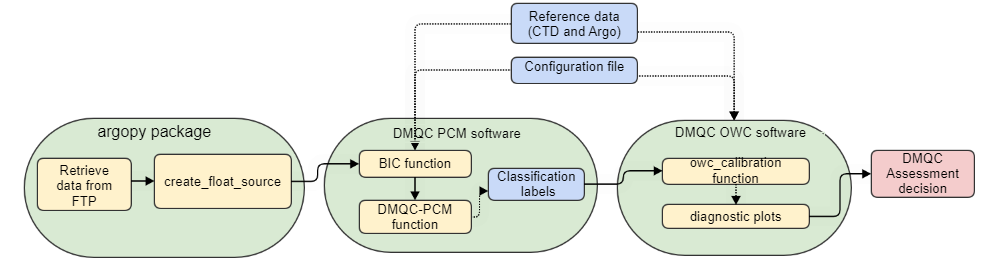 Reference data
(CTD and Argo)
Configuration file
argopy package
Retrieve
data from
FTP
create_float_source
DMQC PCM software
BIC function
DMQC-PCM
function
Classification
labels
DMQC OWC software
owc_calibration
function
diagnostic plots
DMQC
Assessment
decision